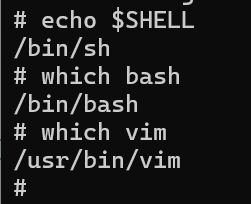 # echo $SHELL
/bin/sh
# which bash
/bin/bash
# which vim
/usr/bin/vim
#